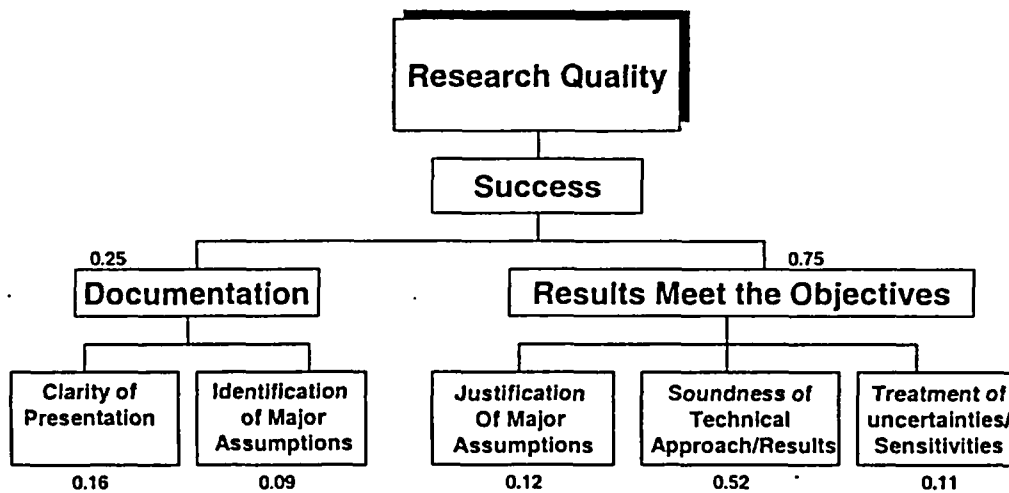 Research Quality
Success
0.25
0.75
Documentation
Results Meet the Objectives
Clarity of
Presentation
Identification
of Major
Assumptions
Justification
Of Major
Assumptions
Soundness of
Technical
Approach/Results
Treatment of
uncertainties/
Sensitivities
0.16
0.09
0.12
0.52
0.11